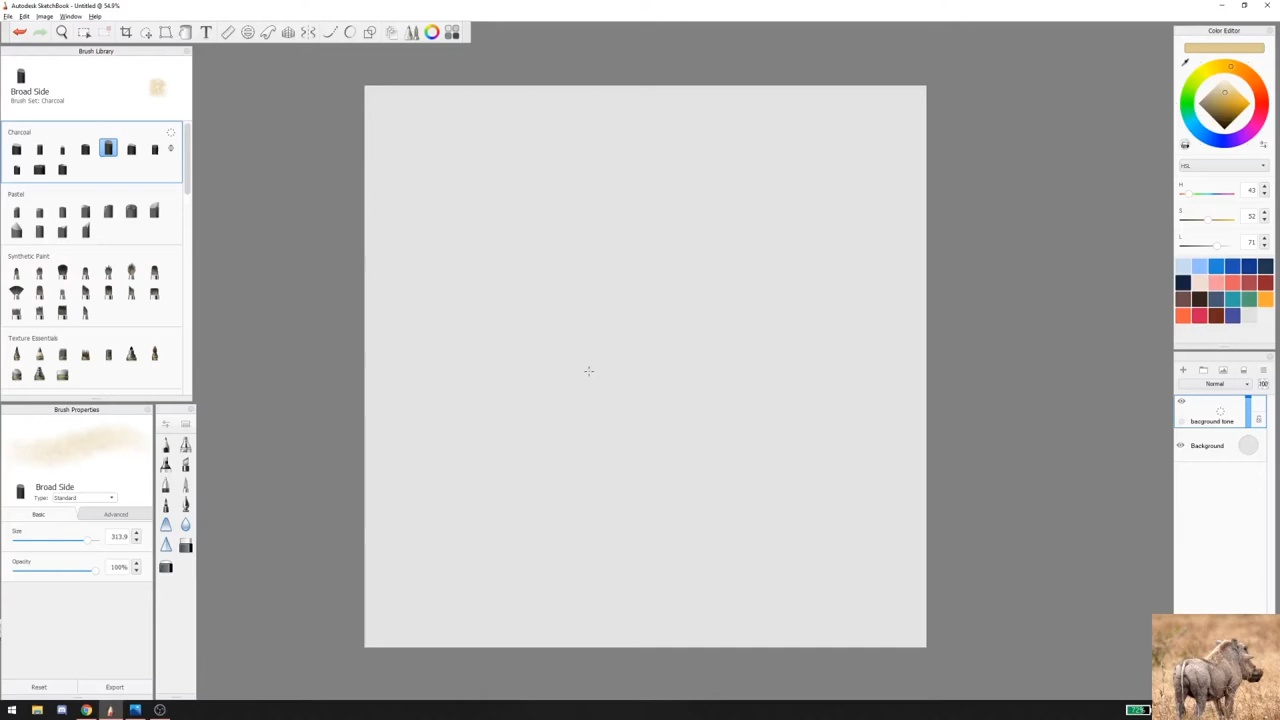 Autodesk SketchBook - Untitled @ 54.9%
File Edit Image Window Help
Brush Library
Broad Side
Brush Set: Charcoal
Charcoal
Pastel
Synthetic Paint
Texture Essentials
Brush Properties
Broad Side
Type: Standard
Basic Advanced
Size
313.9
Opacity
100%
Reset Export
Color Editor
HSL
H
43
S
52
L
71
Normal
100
bacground tone
Background
72%